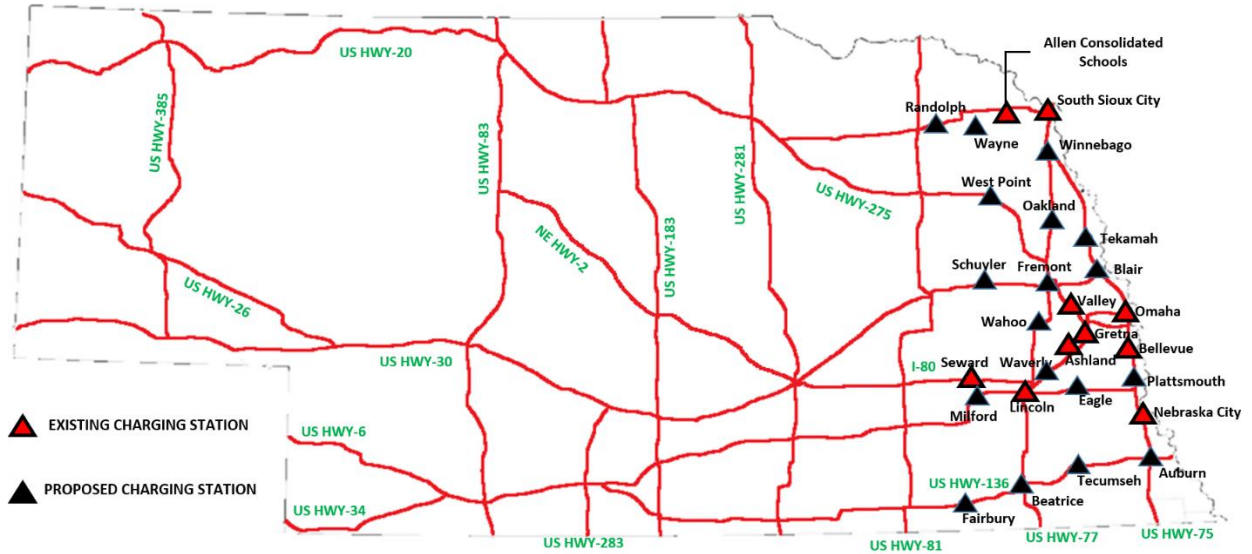 Allen Consolidated
Schools
US HWY-20
South Sioux City
Randolph
Wayne
US HWY-385
US HWY-83
US HWY-281
Winnebago
West Point
US HWY-275
Oakland
NE HWY-2
US HWY-183
Tekamah
Schuyler
Fremont
Blair
US HWY-26
Valley
Omaha
Wahoo
Gretna
US HWY-30
I-80
Seward
Waverly
Ashland
Bellevue
Plattsmouth
Milford
Lincoln
Eagle
Nebraska City
EXISTING CHARGING STATION
US HWY-6
Auburn
Tecumseh
US HWY-136
PROPOSED CHARGING STATION
Beatrice
Fairbury
US HWY-34
US HWY-283
US HWY-81
US HWY-77
US HWY-75